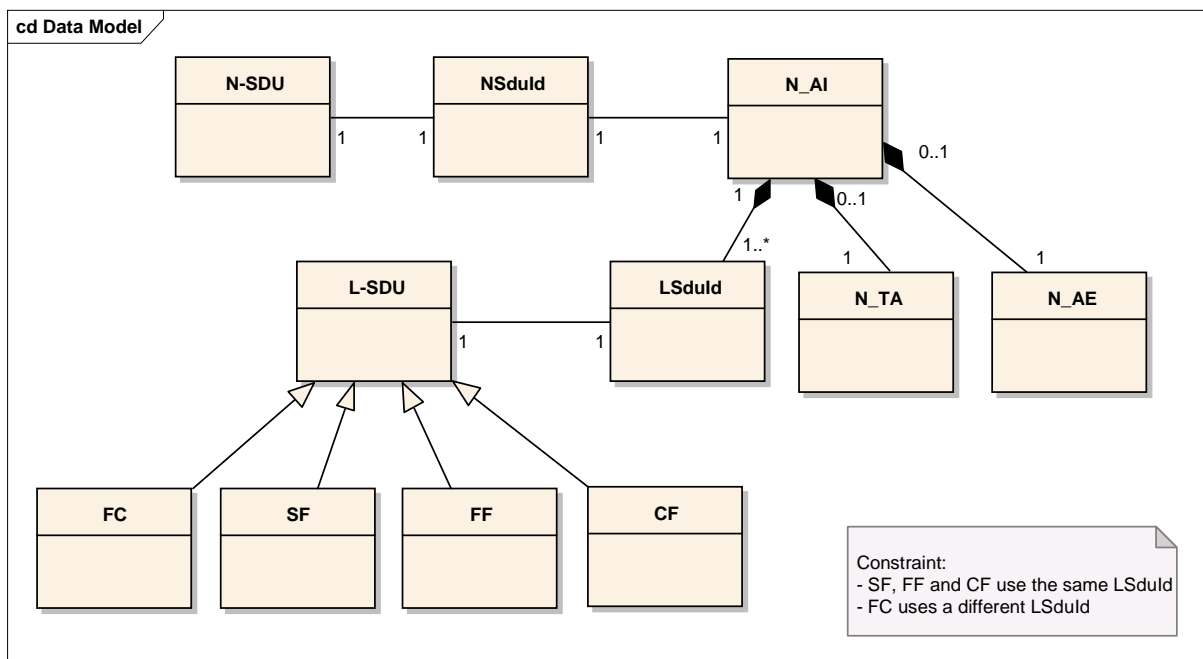 cd Data Model
N-SDU
NSduId
N_AI
1
1
1
1
0..1
1
0..1
1..*
1
1
L-SDU
LSduId
N_TA
N_AE
1
1
FC
SF
FF
CF
Constraint:
- SF, FF and CF use the same LSduId
- FC uses a different LSduId